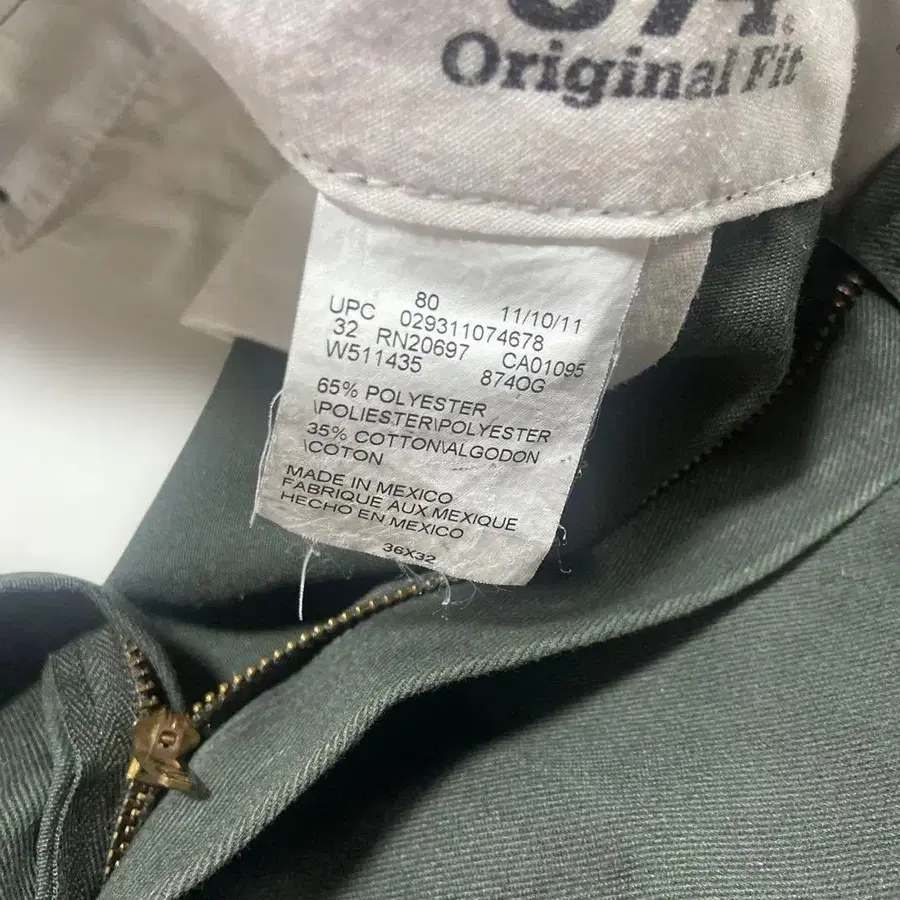 874®
Original Fit
80 11/10/11
UPC 029311074678
32 RN20697 CA01095
W511435 874OG
65% POLYESTER
\POLIESTER\POLYESTER
35% COTTON\ALGODON
\COTON
MADE IN MEXICO
FABRIQUE AUX MEXIQUE
HECHO EN MEXICO
36X32